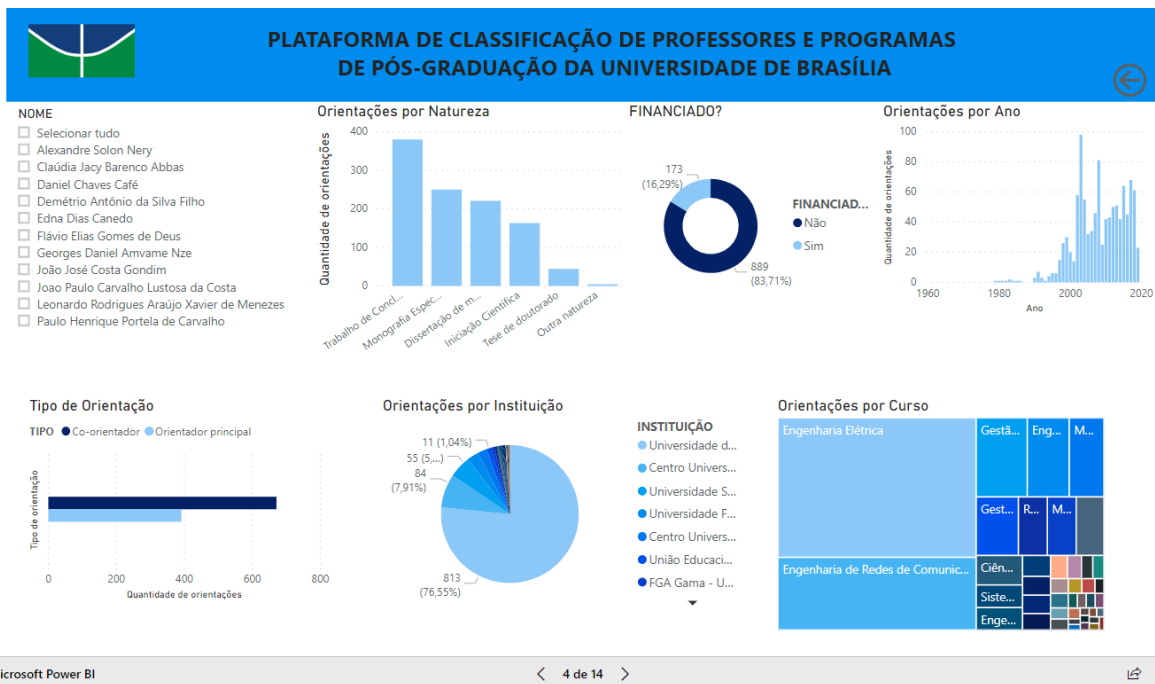 PLATAFORMA DE CLASSIFICAÇÃO DE PROFESSORES E PROGRAMAS
DE PÓS-GRADUAÇÃO DA UNIVERSIDADE DE BRASÍLIA
NOME
Selecionar tudo
Alexandre Solon Nery
Claúdia Jacy Barenco Abbas
Daniel Chaves Café
Demétrio Antônio da Silva Filho
Edna Dias Canedo
Flávio Elias Gomes de Deus
Georges Daniel Amvame Nze
João José Costa Gondim
Joao Paulo Carvalho Lustosa da Costa
Leonardo Rodrigues Araújo Xavier de Menezes
Paulo Henrique Portela de Carvalho
Orientações por Natureza
Quantidade de orientações
400
300
200
100
0
Trabalho de Concl...
Monografia Espec...
Dissertação de m...
Iniciação Científica
Tese de doutorado
Outra natureza
FINANCIADO?
173
(16,29%)
889
(83,71%)
FINANCIAD...
Não
Sim
Orientações por Ano
Quantidade de orientações
100
80
60
40
20
0
1960 1980 2000 2020
Ano
Tipo de Orientação
TIPO Co-orientador Orientador principal
Tipo de orientação
0 200 400 600 800
Quantidade de orientações
Orientações por Instituição
11 (1,04%)
55 (5,...)
84
(7,91%)
813
(76,55%)
INSTITUIÇÃO
Universidade d...
Centro Univers...
Universidade S...
Universidade F...
Centro Univers...
União Educaci...
FGA Gama - U...
Orientações por Curso
Engenharia Elétrica
Gestã...
Eng...
M...
Gest...
R...
M...
Engenharia de Redes de Comunic...
Ciên...
Siste...
Enge...
icrosoft Power BI
4 de 14